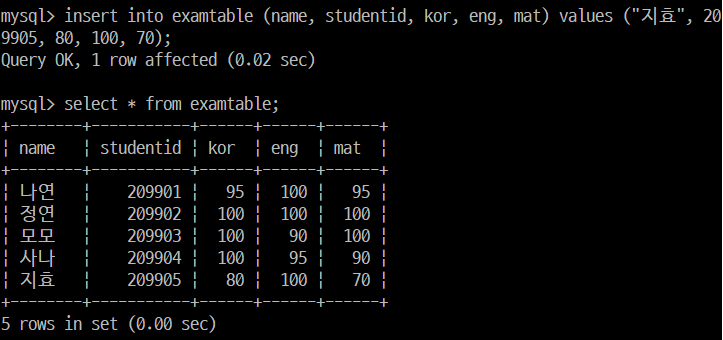 mysql> insert into examtable (name, studentid, kor, eng, mat) values ("지효", 20
9905, 80, 100, 70);
Query OK, 1 row affected (0.02 sec)

mysql> select * from examtable;
+--------+-----------+------+------+------+
¦ name   ¦ studentid ¦ kor  ¦ eng  ¦ mat  ¦
+--------+-----------+------+------+------+
¦ 나연   ¦    209901 ¦   95 ¦  100 ¦   95 ¦
¦ 정연   ¦    209902 ¦  100 ¦  100 ¦  100 ¦
¦ 모모   ¦    209903 ¦  100 ¦   90 ¦  100 ¦
¦ 사나   ¦    209904 ¦  100 ¦   95 ¦   90 ¦
¦ 지효   ¦    209905 ¦   80 ¦  100 ¦   70 ¦
+--------+-----------+------+------+------+
5 rows in set (0.00 sec)